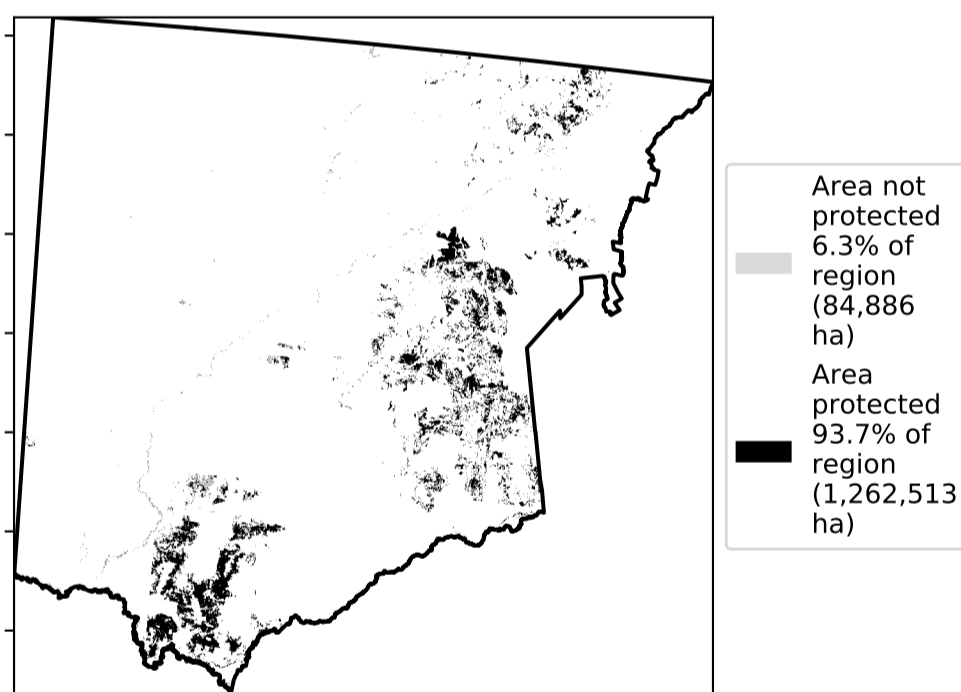 Area not
protected
6.3% of
region
(84,886
ha)
Area
protected
93.7% of
region
(1,262,513
ha)